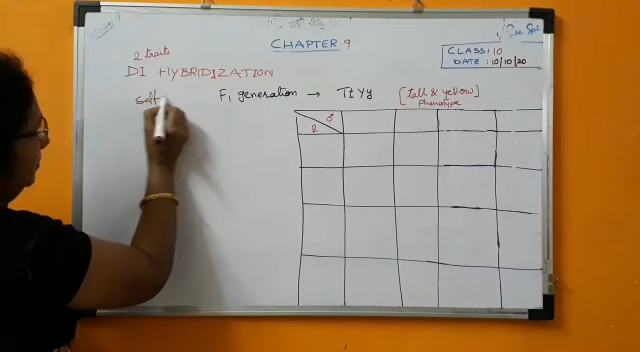 CHAPTER 9
CLASS: 10
DATE : 10/10/20
2 traits
DI HYBRIDIZATION
Self
F1 generation → TtYy [tall & yellow]
Phenotype
♂
♀